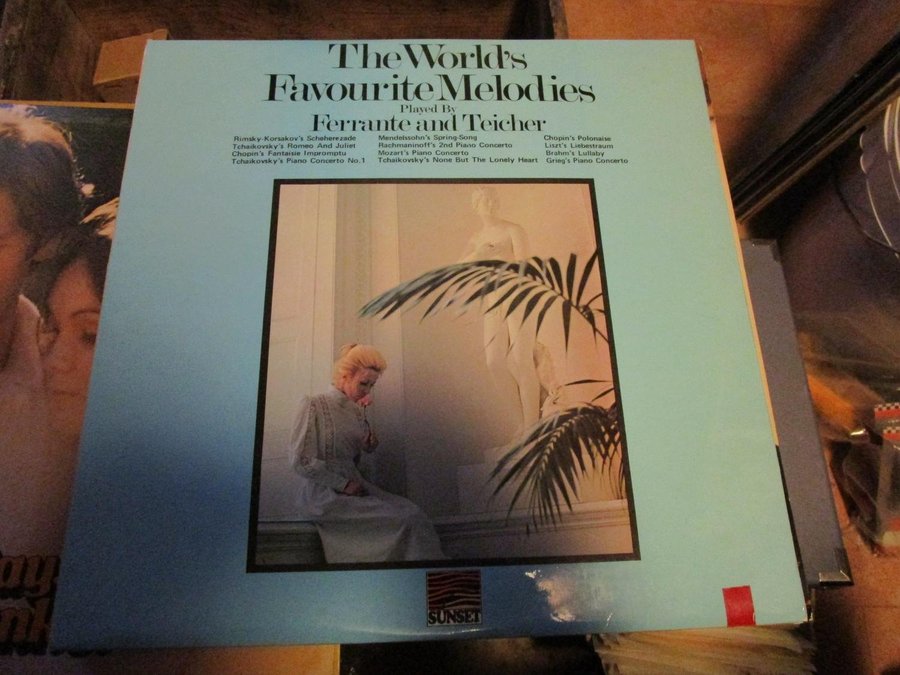 The World's
Favourite Melodies
Played By
Ferrante and Teicher
Rimsky-Korsakov's Scheherezade
Tchaikovsky's Romeo And Juliet
Chopin's Fantaisie Impromptu
Tchaikovsky's Piano Concerto No.1
Mendelssohn's Spring-Song
Rachmaninoff's 2nd Piano Concerto
Mozart's Piano Concerto
Tchaikovsky's None But The Lonely Heart
Chopin's Polonaise
Liszt's Liebestraum
Brahm's Lullaby
Grieg's Piano Concerto
SUNSET